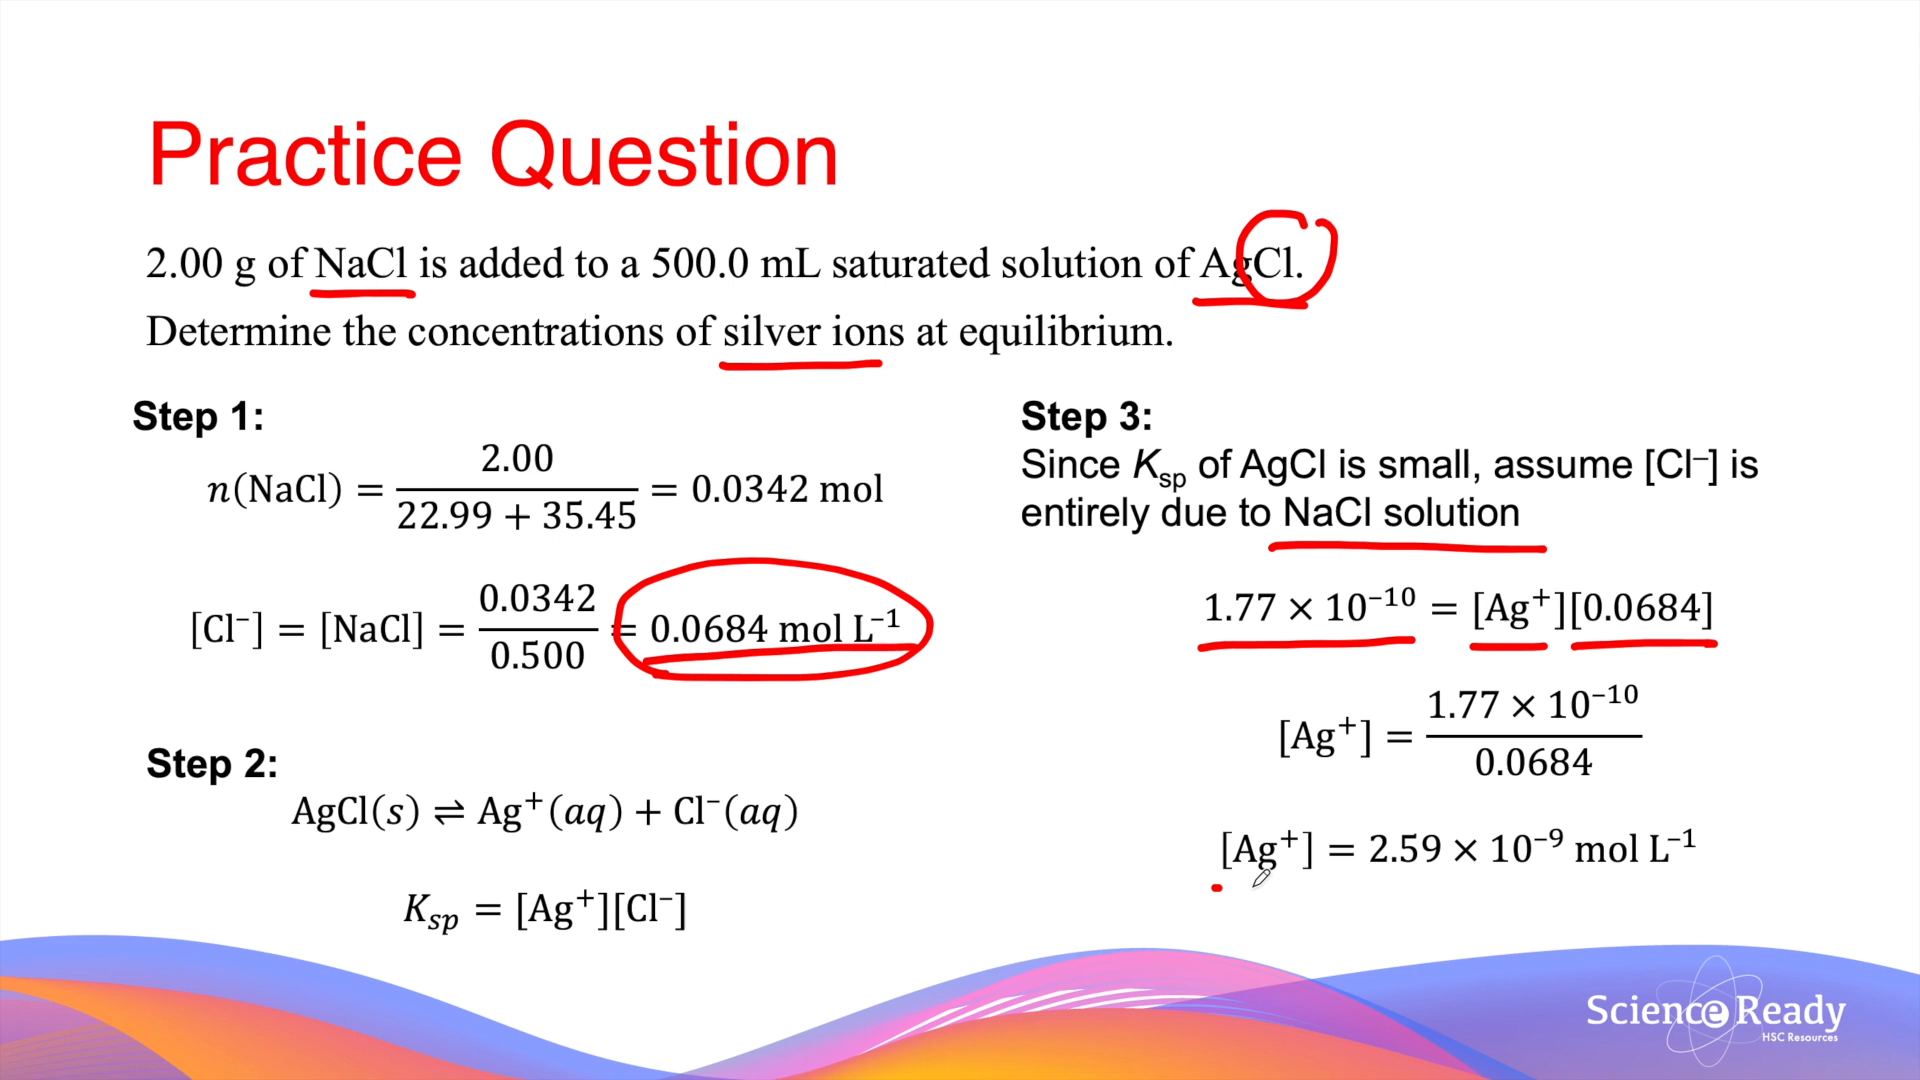 Practice Question
2.00 g of NaCl is added to a 500.0 mL saturated solution of AgCl.
Determine the concentrations of silver ions at equilibrium.
Step 1:
n(NaCl) = 2.00 / (22.99 + 35.45) = 0.0342 mol
[Cl⁻] = [NaCl] = 0.0342 / 0.500 = 0.0684 mol L⁻¹
Step 2:
AgCl(s) ⇌ Ag⁺(aq) + Cl⁻(aq)
Kₛₚ = [Ag⁺][Cl⁻]
Step 3:
Since Kₛₚ of AgCl is small, assume [Cl⁻] is
entirely due to NaCl solution
1.77 × 10⁻¹⁰ = [Ag⁺][0.0684]
[Ag⁺] = 1.77 × 10⁻¹⁰ / 0.0684
[Ag⁺] = 2.59 × 10⁻⁹ mol L⁻¹
Science Ready
HSC Resources